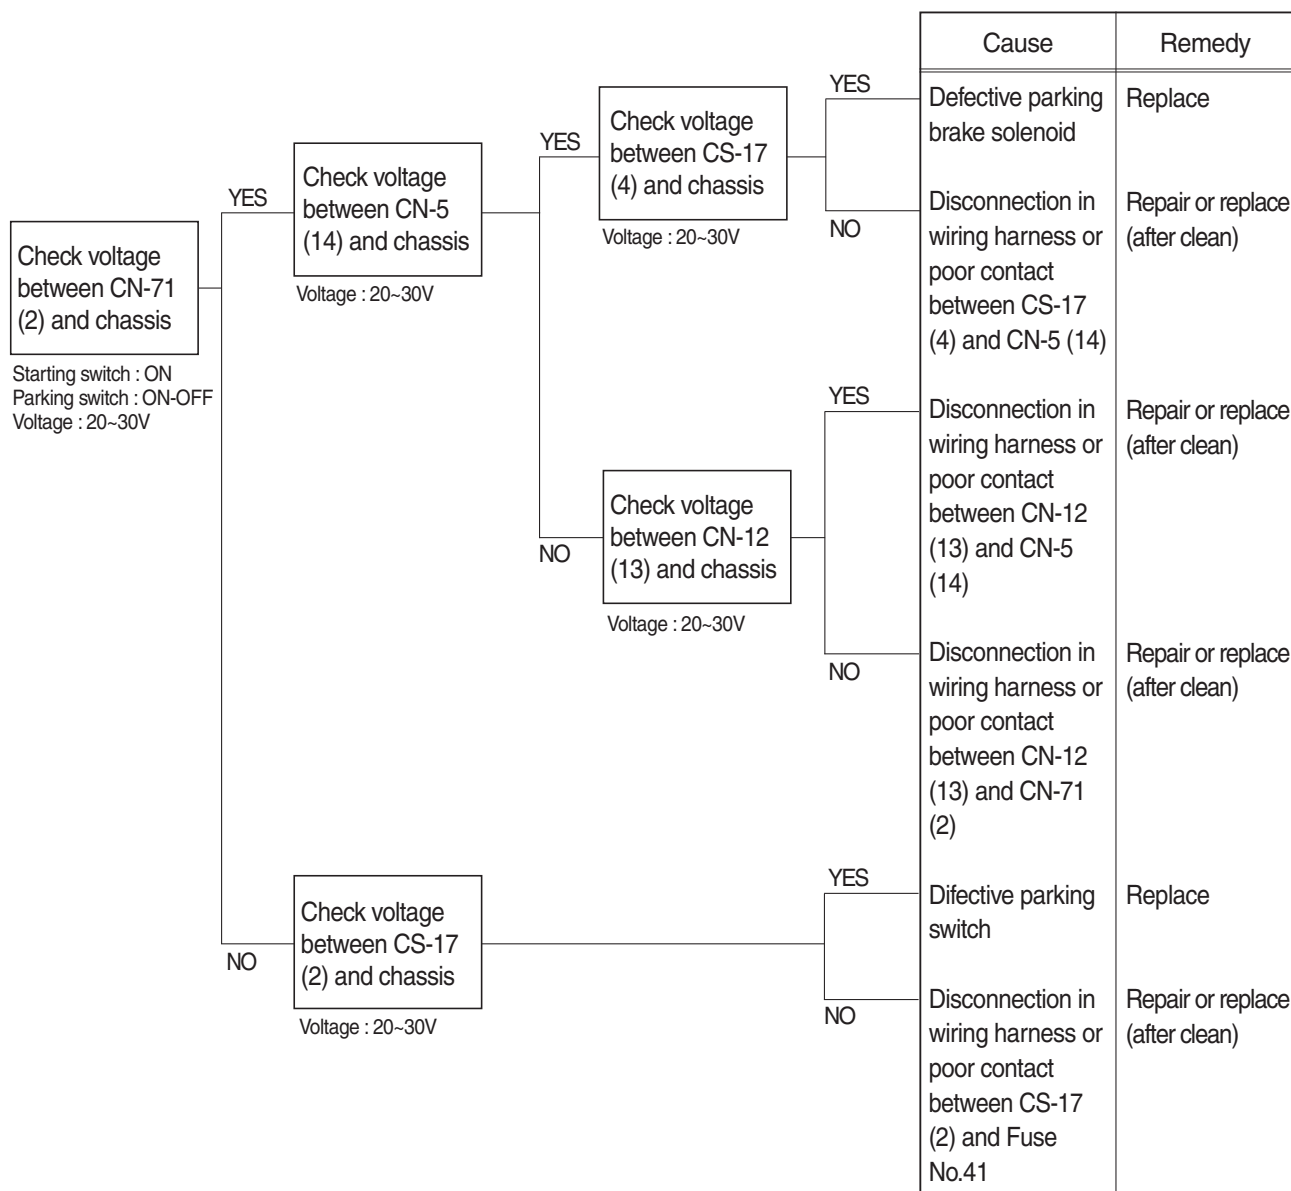 Cause
Remedy
Check voltage
between CN-71
(2) and chassis
Starting switch : ON
Parking switch : ON-OFF
Voltage : 20~30V
YES
Check voltage
between CN-5
(14) and chassis
Voltage : 20~30V
YES
Check voltage
between CS-17
(4) and chassis
Voltage : 20~30V
YES
Defective parking
brake solenoid
Replace
NO
Disconnection in
wiring harness or
poor contact
between CS-17
(4) and CN-5 (14)
Repair or replace
(after clean)
NO
Check voltage
between CN-12
(13) and chassis
Voltage : 20~30V
YES
Disconnection in
wiring harness or
poor contact
between CN-12
(13) and CN-5
(14)
Repair or replace
(after clean)
NO
Disconnection in
wiring harness or
poor contact
between CN-12
(13) and CN-71
(2)
Repair or replace
(after clean)
NO
Check voltage
between CS-17
(2) and chassis
Voltage : 20~30V
YES
Difective parking
switch
Replace
NO
Disconnection in
wiring harness or
poor contact
between CS-17
(2) and Fuse
No.41
Repair or replace
(after clean)